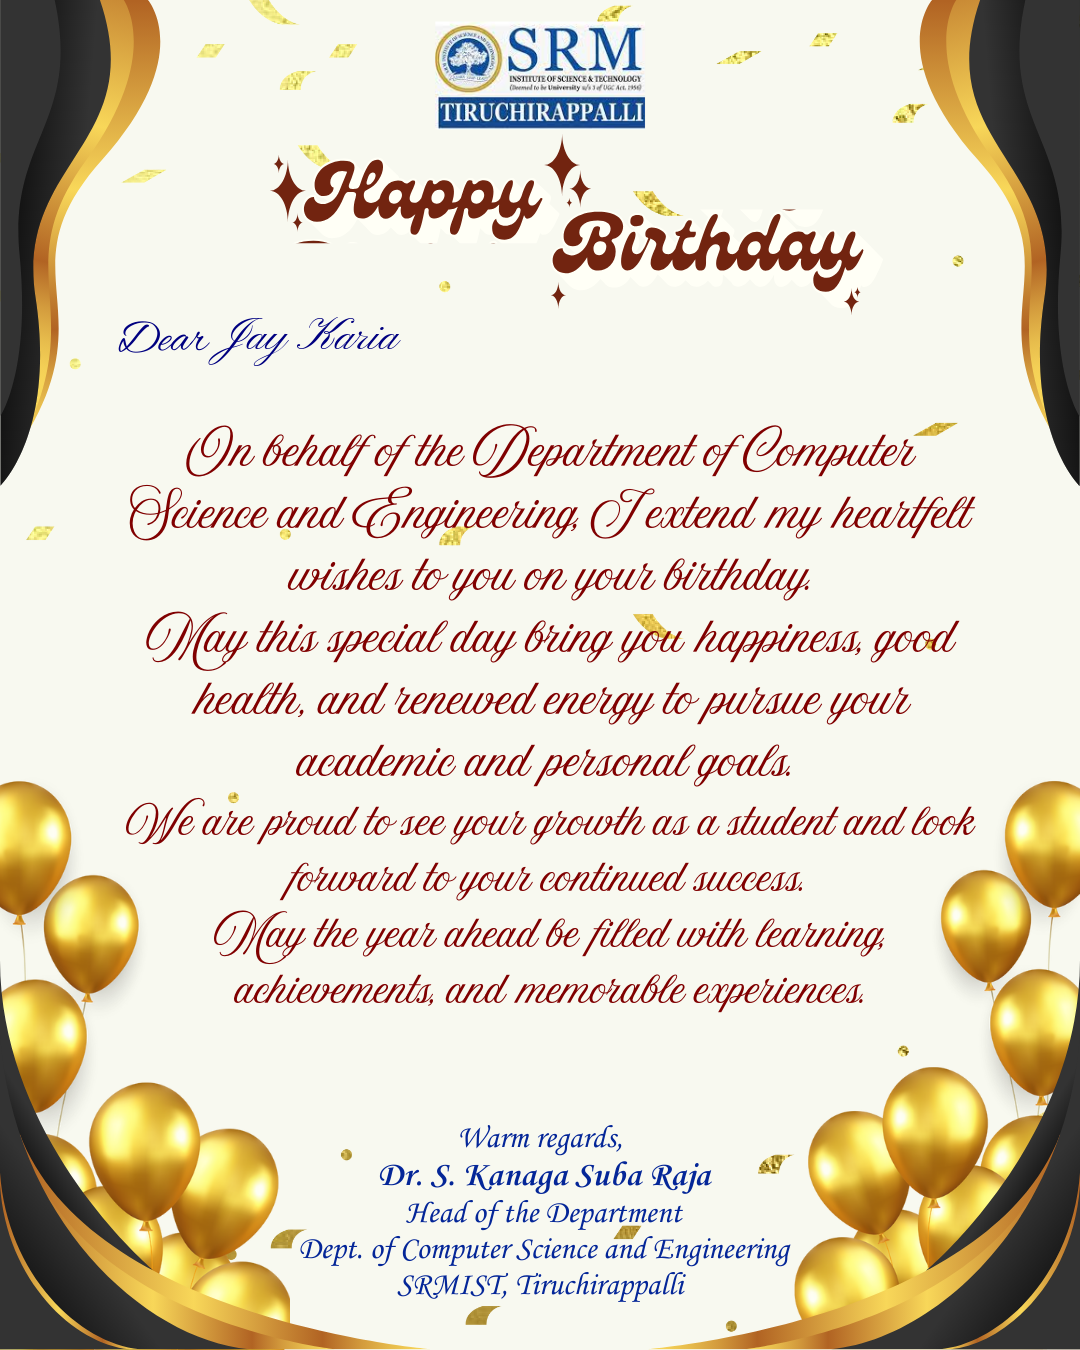 SRM
INSTITUTE OF SCIENCE & TECHNOLOGY
(Deemed to be University u/s 3 of UGC Act, 1956)
TIRUCHIRAPPALLI
Happy
Birthday
Dear Jay Karia
On behalf of the Department of Computer
Science and Engineering, I extend my heartfelt
wishes to you on your birthday.
May this special day bring you happiness, good
health, and renewed energy to pursue your
academic and personal goals.
We are proud to see your growth as a student and look
forward to your continued success.
May the year ahead be filled with learning,
achievements, and memorable experiences.
Warm regards,
Dr. S. Kanaga Suba Raja
Head of the Department
Dept. of Computer Science and Engineering
SRMIST, Tiruchirappalli